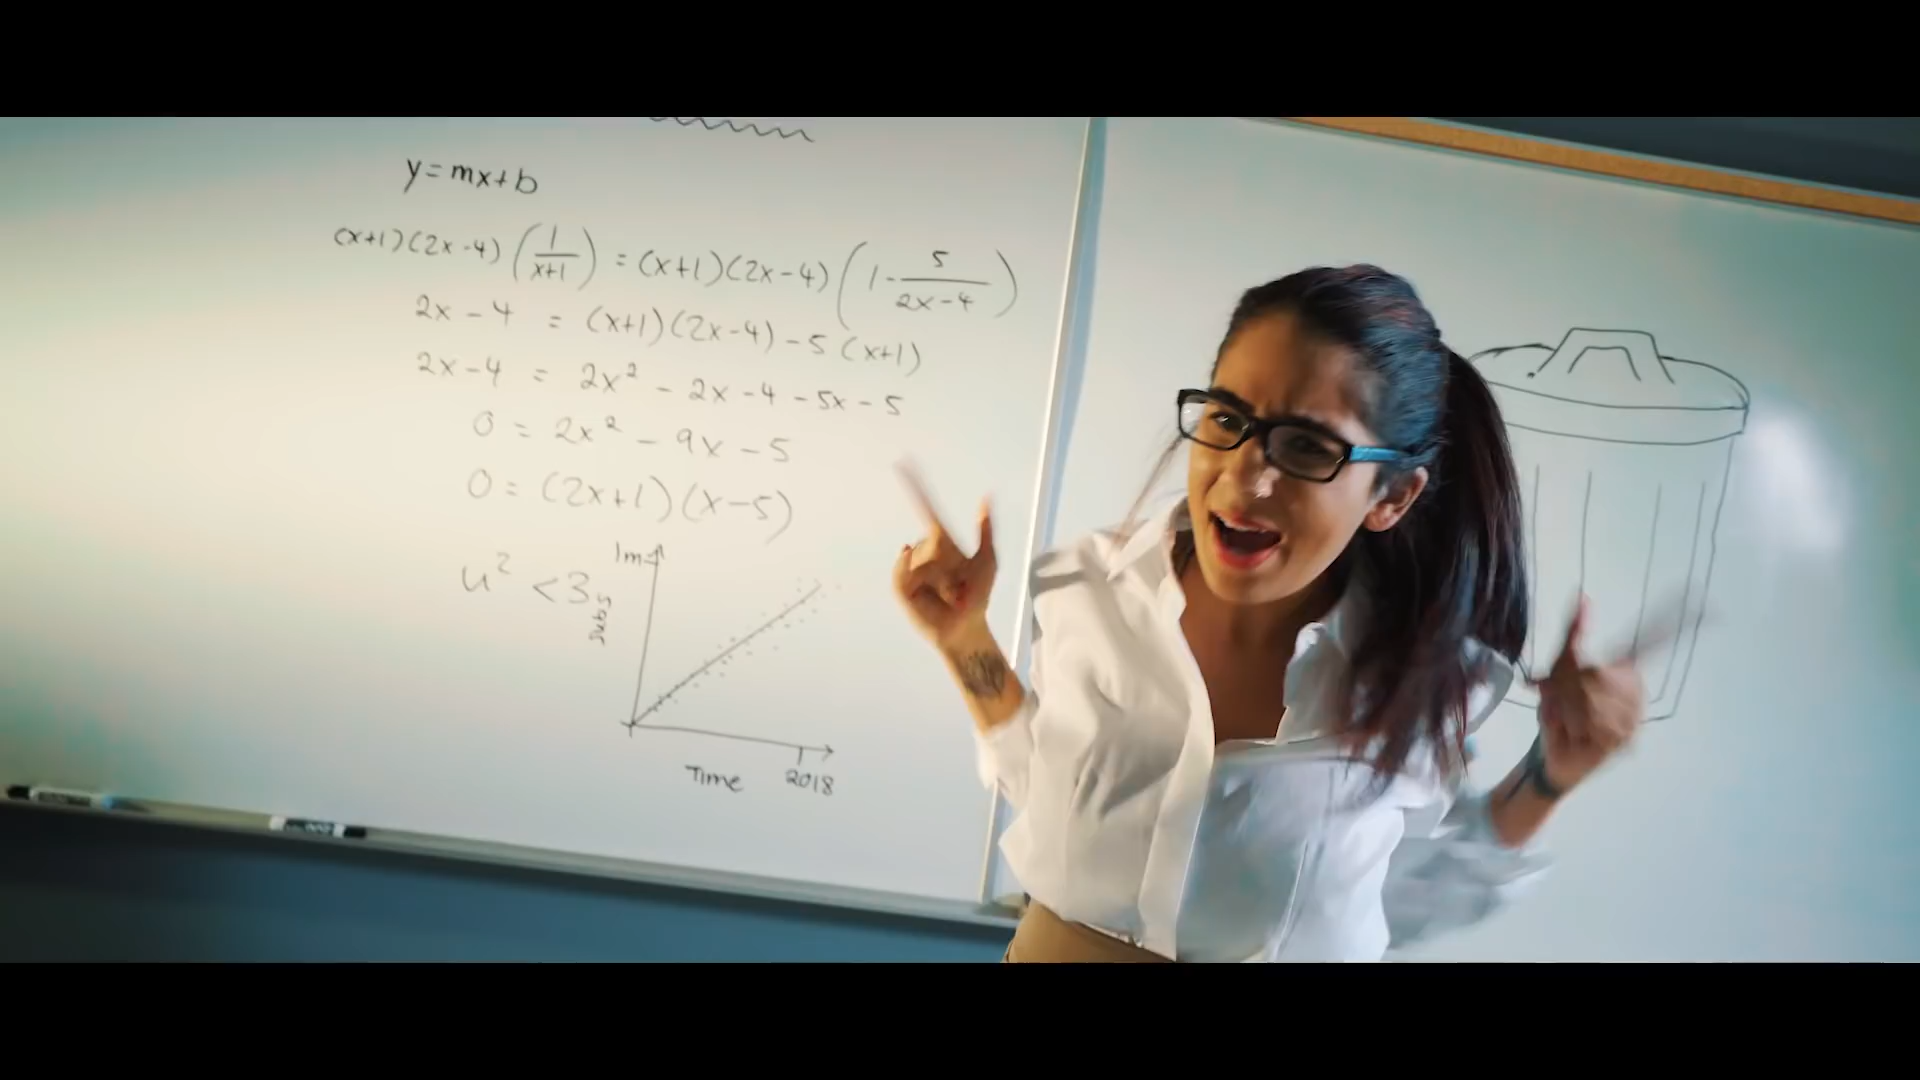 y=mx+b
(x+1)(2x-4)(1/(x+1)) = (x+1)(2x-4)(1-5/(2x-4))
2x-4 = (x+1)(2x-4)-5(x+1)
2x-4 = 2x²-2x-4-5x-5
0 = 2x²-9x-5
0 = (2x+1)(x-5)
u² <3
1m
subs
Time 2018